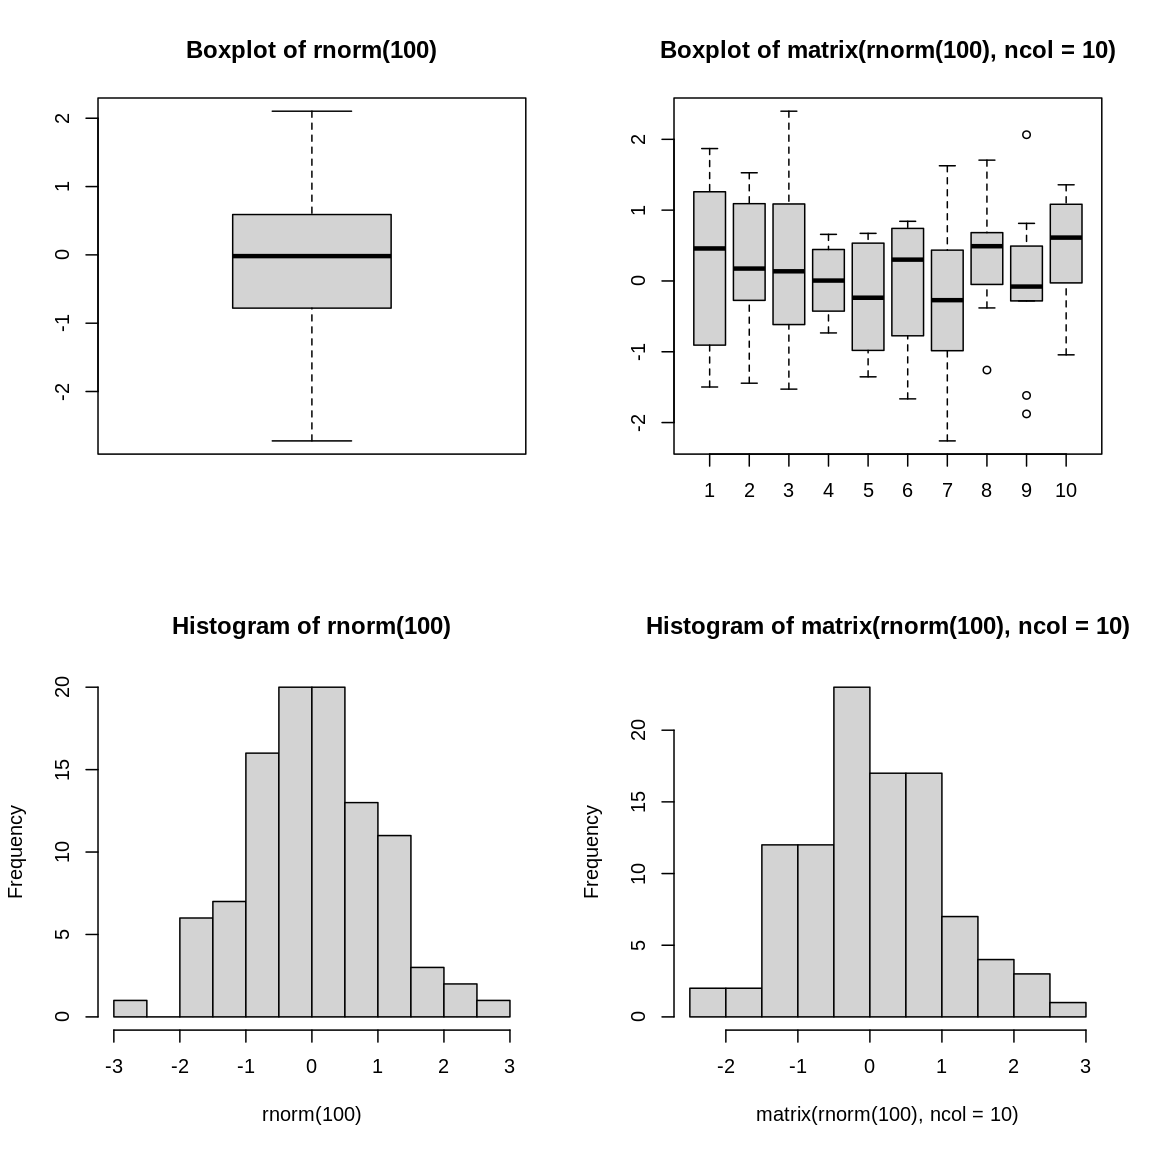 Boxplot of rnorm(100)
2
1
0
-1
-2
Boxplot of matrix(rnorm(100), ncol = 10)
2
1
0
-1
-2
1 2 3 4 5 6 7 8 9 10
Histogram of rnorm(100)
Frequency
20
15
10
5
0
-3 -2 -1 0 1 2 3
rnorm(100)
Histogram of matrix(rnorm(100), ncol = 10)
Frequency
20
15
10
5
0
-2 -1 0 1 2 3
matrix(rnorm(100), ncol = 10)